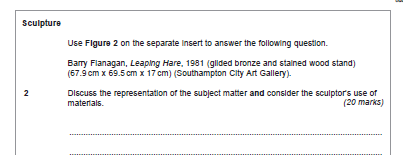 Sculpture
Use Figure 2 on the separate insert to answer the following question.
Barry Flanagan, Leaping Hare, 1981 (gilded bronze and stained wood stand)
(67.9 cm x 69.5 cm x 17 cm) (Southampton City Art Gallery).
2 Discuss the representation of the subject matter and consider the sculptor's use of
materials. (20 marks)